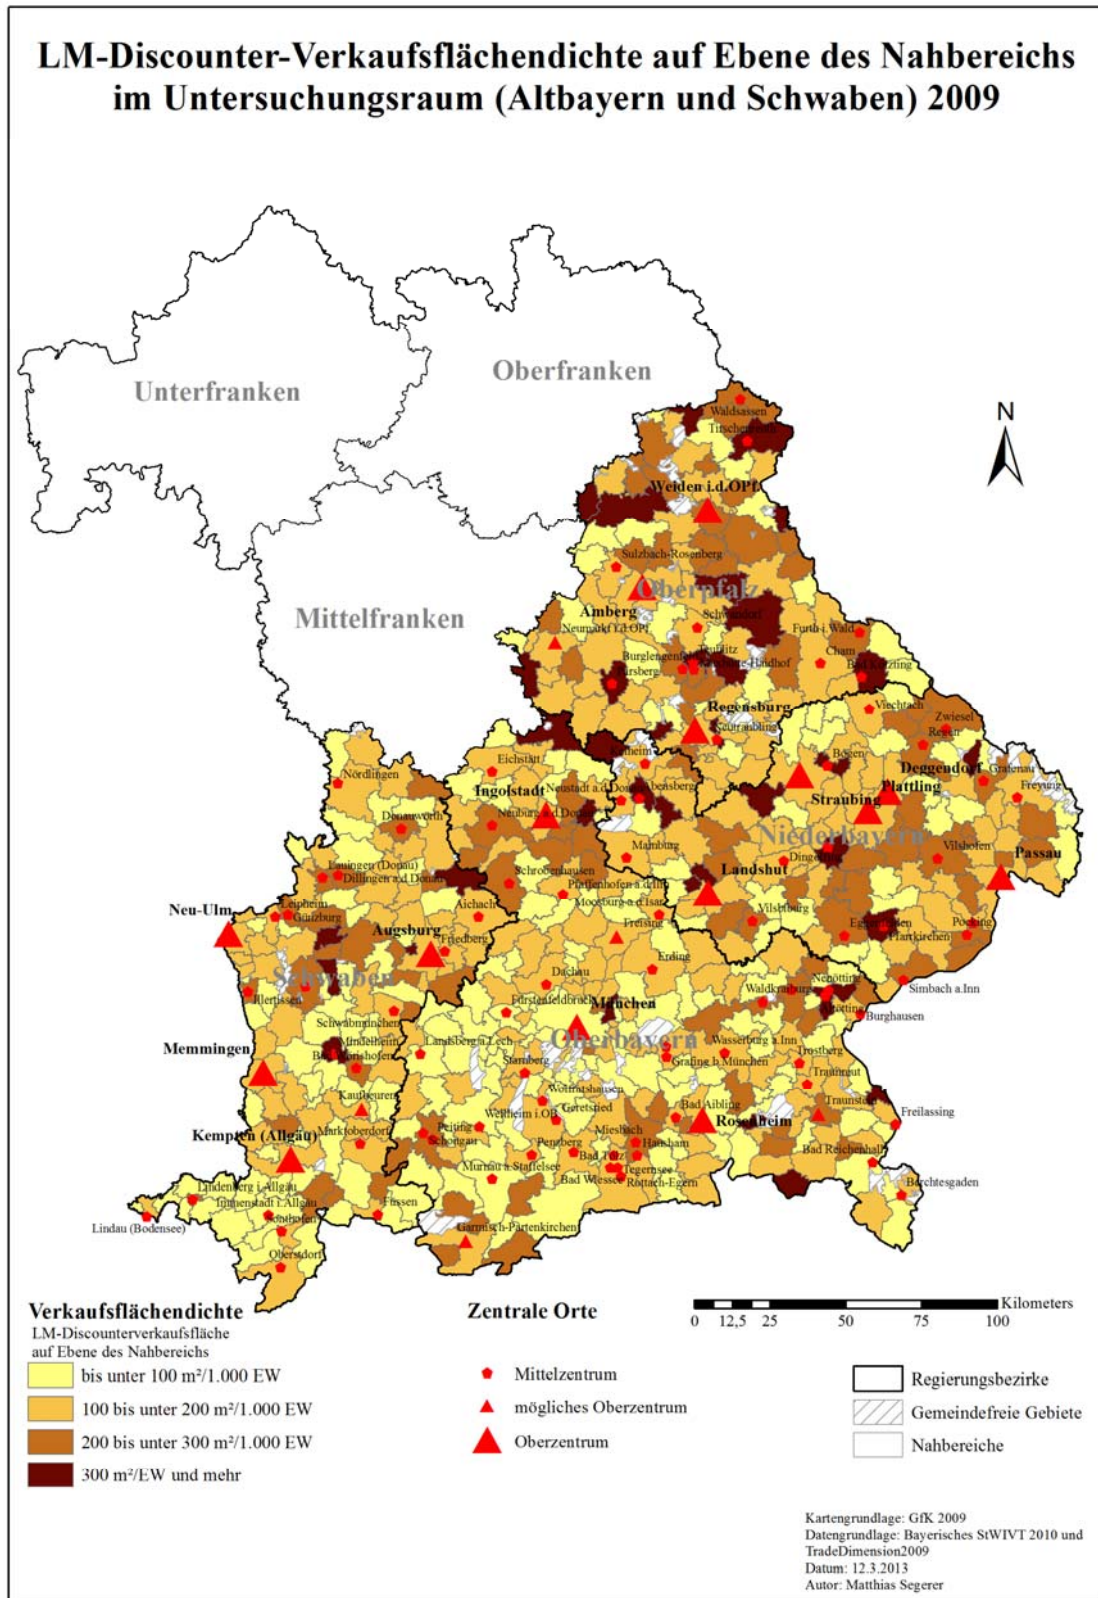 LM-Discounter-Verkaufsflächendichte auf Ebene des Nahbereichs
im Untersuchungsraum (Altbayern und Schwaben) 2009
Unterfranken
Oberfranken
Mittelfranken
N
Waldsassen
Tirschenreuth
Weiden i.d.OPf.
Sulzbach-Rosenberg
Oberpfalz
Amberg
Schwandorf
Neumarkt i.d.OPf.
Furth i.Wald
Teublitz
Cham
Burglengenfeld
Maxhütte-Haidhof
Bad Kötzting
Parsberg
Regensburg
Viechtach
Neutraubling
Zwiesel
Regen
Kelheim
Bogen
Deggendorf
Grafenau
Eichstätt
Nördlingen
Plattling
Freyung
Ingolstadt
Neustadt a.d.Donau
Abensberg
Straubing
Neuburg a.d.Donau
Donauwörth
Niederbayern
Mainburg
Dingolfing
Vilshofen
Passau
Lauingen (Donau)
Dillingen a.d.Donau
Schrobenhausen
Landshut
Pfaffenhofen a.d.Ilm
Moosburg a.d.Isar
Neu-Ulm
Leipheim
Günzburg
Aichach
Freising
Vilsbiburg
Eggenfelden
Pfarrkirchen
Pocking
Augsburg
Friedberg
Erding
Schwaben
Dachau
Neuötting
Simbach a.Inn
Illertissen
Fürstenfeldbruck
München
Waldkraiburg
Altötting
Burghausen
Schwabmünchen
Mindelheim
Oberbayern
Memmingen
Bad Wörishofen
Landsberg a.Lech
Starnberg
Wasserburg a.Inn
Grafing b.München
Trostberg
Traunreut
Kaufbeuren
Wolfratshausen
Geretsried
Bad Aibling
Traunstein
Freilassing
Weilheim i.OB
Rosenheim
Kempten (Allgäu)
Marktoberdorf
Peiting
Schongau
Penzberg
Miesbach
Hausham
Bad Reichenhall
Murnau a.Staffelsee
Bad Tölz
Tegernsee
Bad Wiessee
Rottach-Egern
Berchtesgaden
Lindenberg i.Allgäu
Immenstadt i.Allgäu
Sonthofen
Füssen
Lindau (Bodensee)
Garmisch-Partenkirchen
Oberstdorf
Verkaufsflächendichte
LM-Discounterverkaufsfläche
auf Ebene des Nahbereichs
bis unter 100 m²/1.000 EW
100 bis unter 200 m²/1.000 EW
200 bis unter 300 m²/1.000 EW
300 m²/EW und mehr
Zentrale Orte
Mittelzentrum
mögliches Oberzentrum
Oberzentrum
Kilometers
0 12,5 25 50 75 100
Regierungsbezirke
Gemeindefreie Gebiete
Nahbereiche
Kartengrundlage: GfK 2009
Datengrundlage: Bayerisches StWIVT 2010 und
TradeDimension2009
Datum: 12.3.2013
Autor: Matthias Segerer